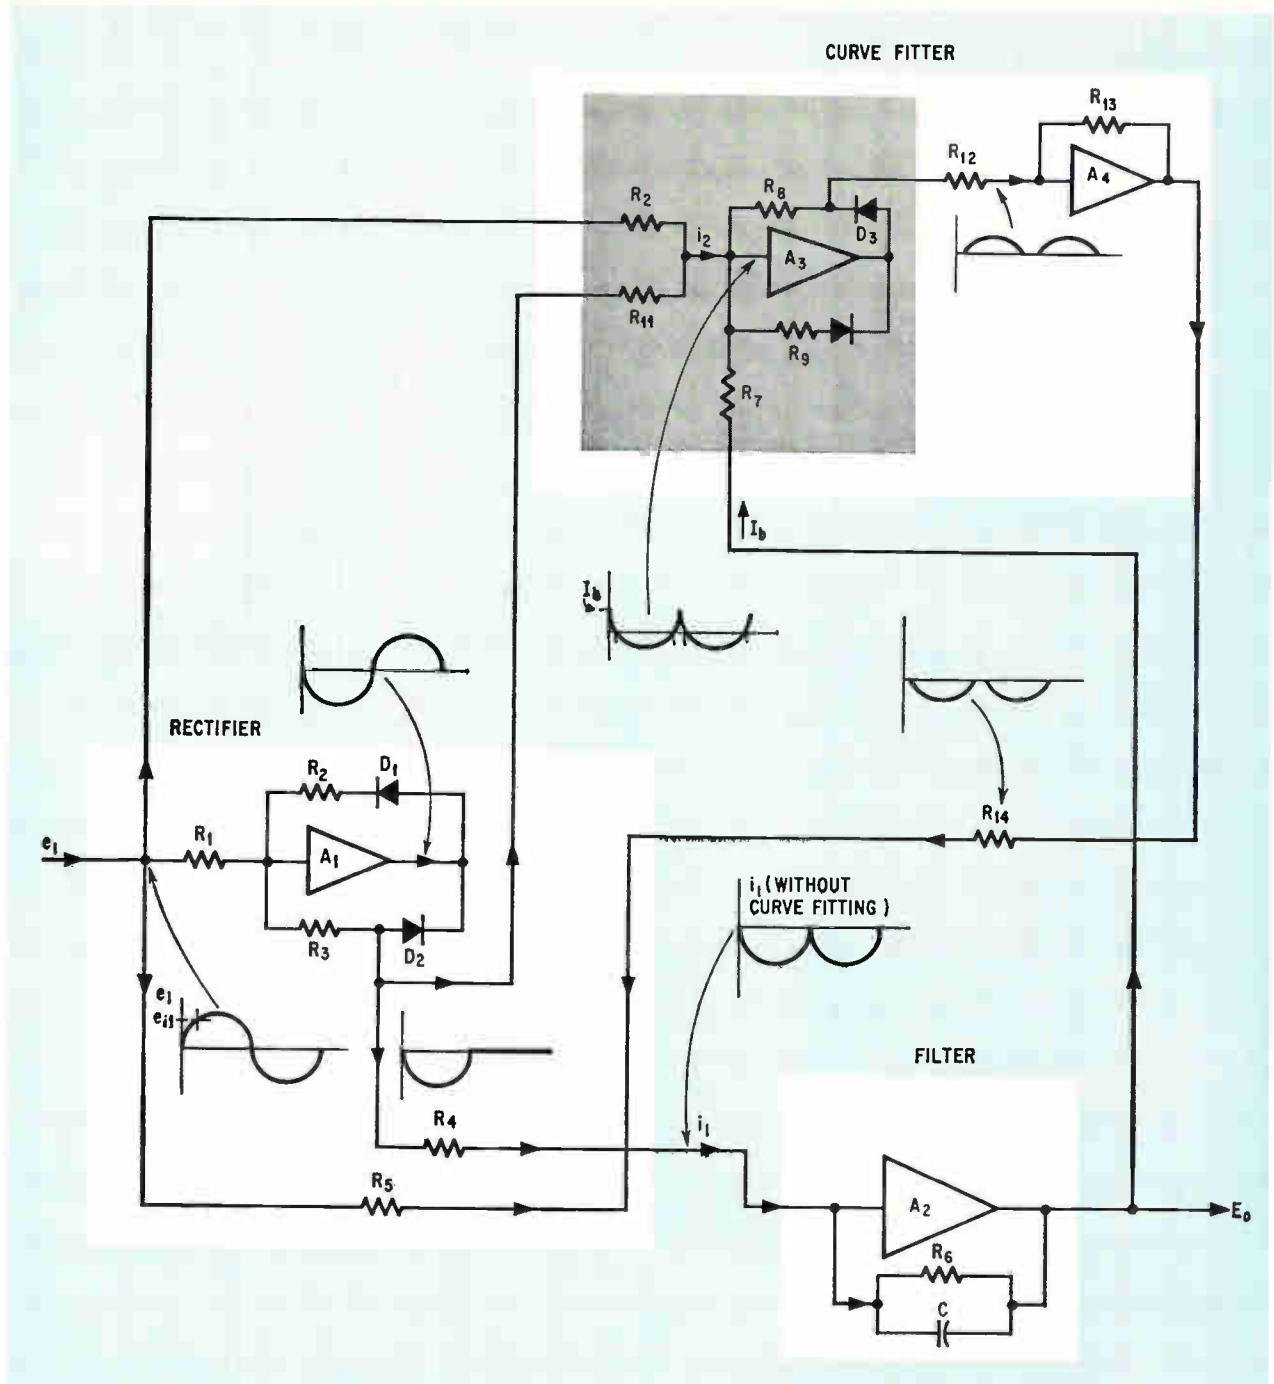 CURVE FITTER
R13
R12
A4
R2
R8
D3
i2
A3
R11
R9
R7
Ib
Ib
RECTIFIER
R2
D1
R14
e1
R1
A1
i1 (WITHOUT
CURVE FITTING)
R3
D2
e1
ei1
FILTER
R4
i1
R5
A2
Eo
R6
C